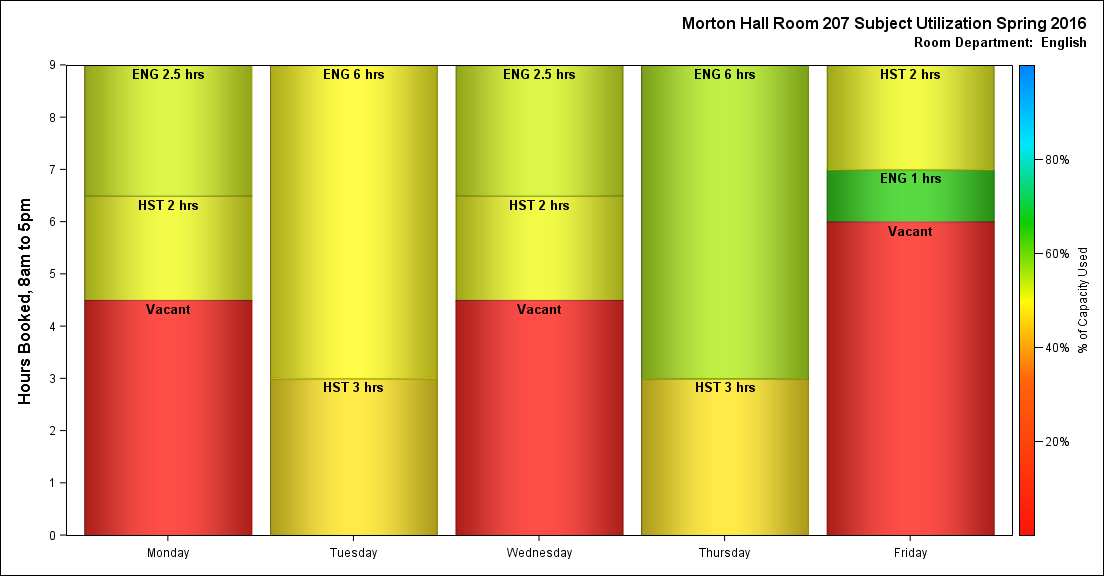 Morton Hall Room 207 Subject Utilization Spring 2016
Room Department:  English
Hours Booked, 8am to 5pm
9
8
7
6
5
4
3
2
1
0
ENG 2.5 hrs
HST 2 hrs
Vacant
ENG 6 hrs
HST 3 hrs
ENG 2.5 hrs
HST 2 hrs
Vacant
ENG 6 hrs
HST 3 hrs
HST 2 hrs
ENG 1 hrs
Vacant
Monday
Tuesday
Wednesday
Thursday
Friday
80%
60%
40%
20%
% of Capacity Used